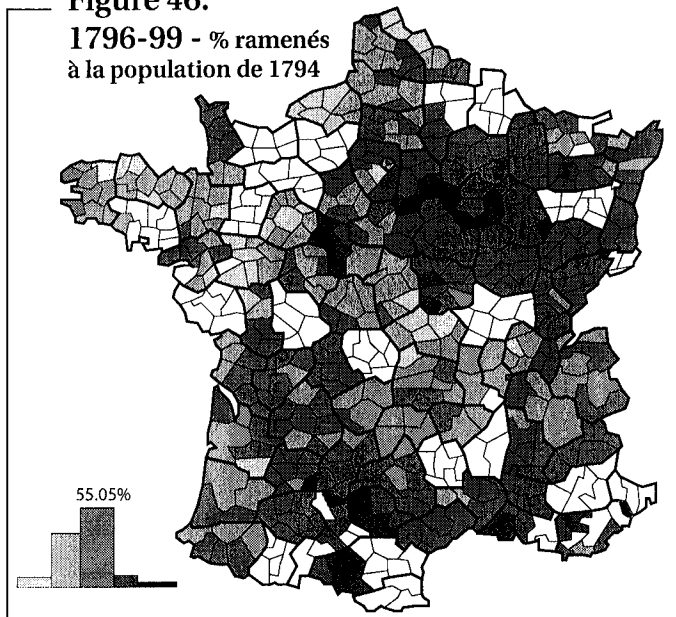 Figure 46.
1796-99 - % ramenés
à la population de 1794
55.05%